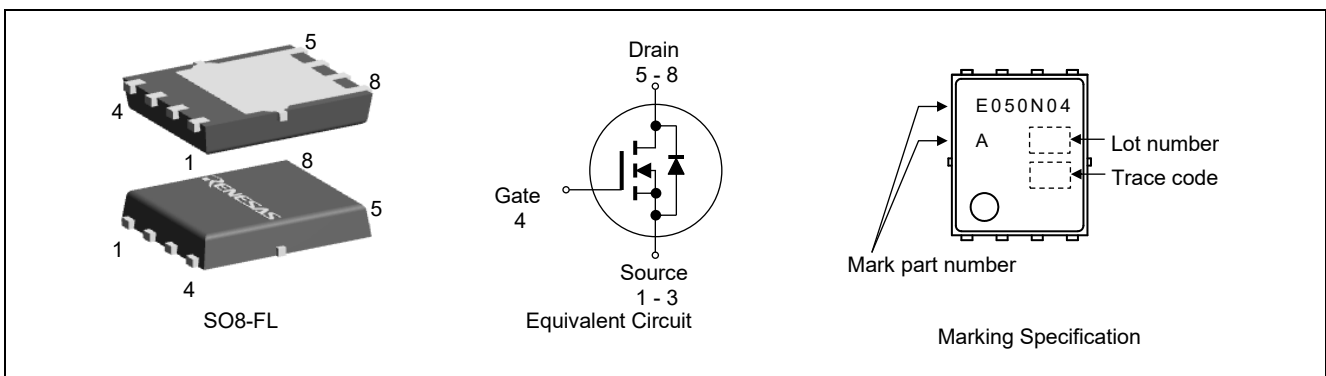 5
8
4
1
RENESAS
8
5
1
4
SO8-FL
Drain
5 - 8
Gate
4
Source
1 - 3
Equivalent Circuit
E050N04
A
Lot number
Trace code
Mark part number
Marking Specification